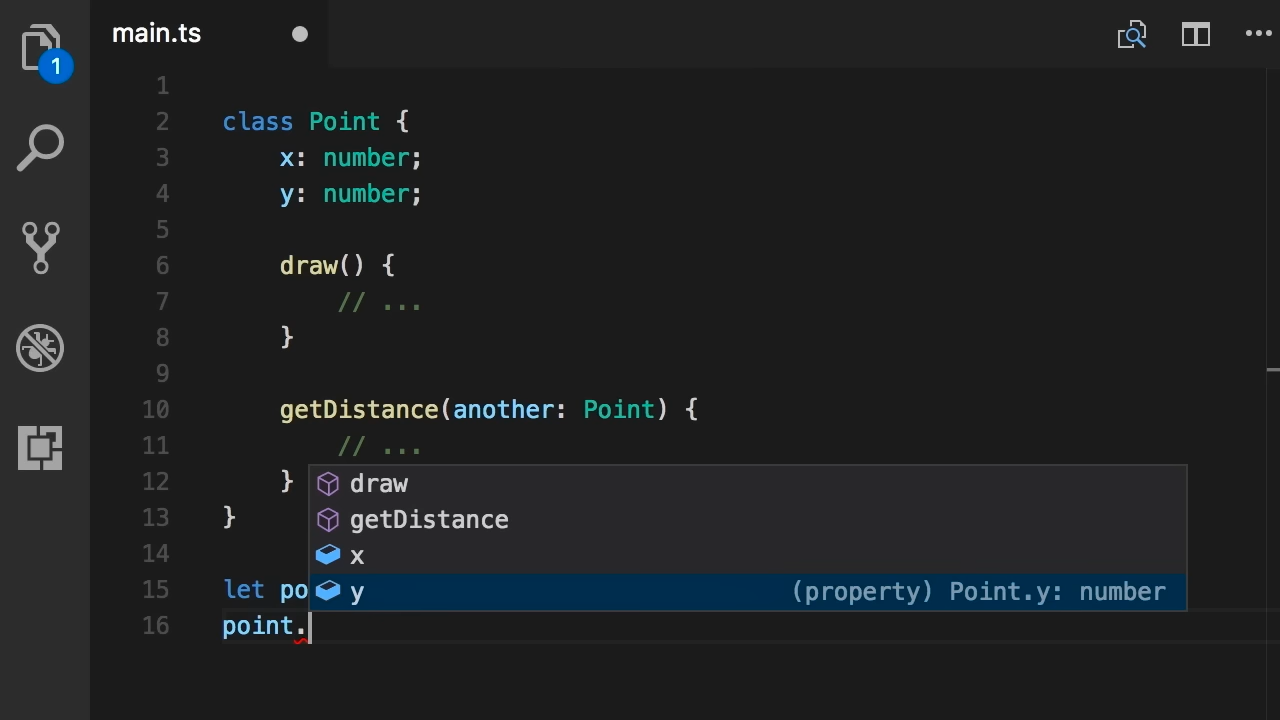 main.ts
1
1
2 class Point {
3 x: number;
4 y: number;
5
6 draw() {
7 // ...
8 }
9
10 getDistance(another: Point) {
11 // ...
12 }
draw
getDistance
13 }
x
14
15 let po
y (property) Point.y: number
16 point.